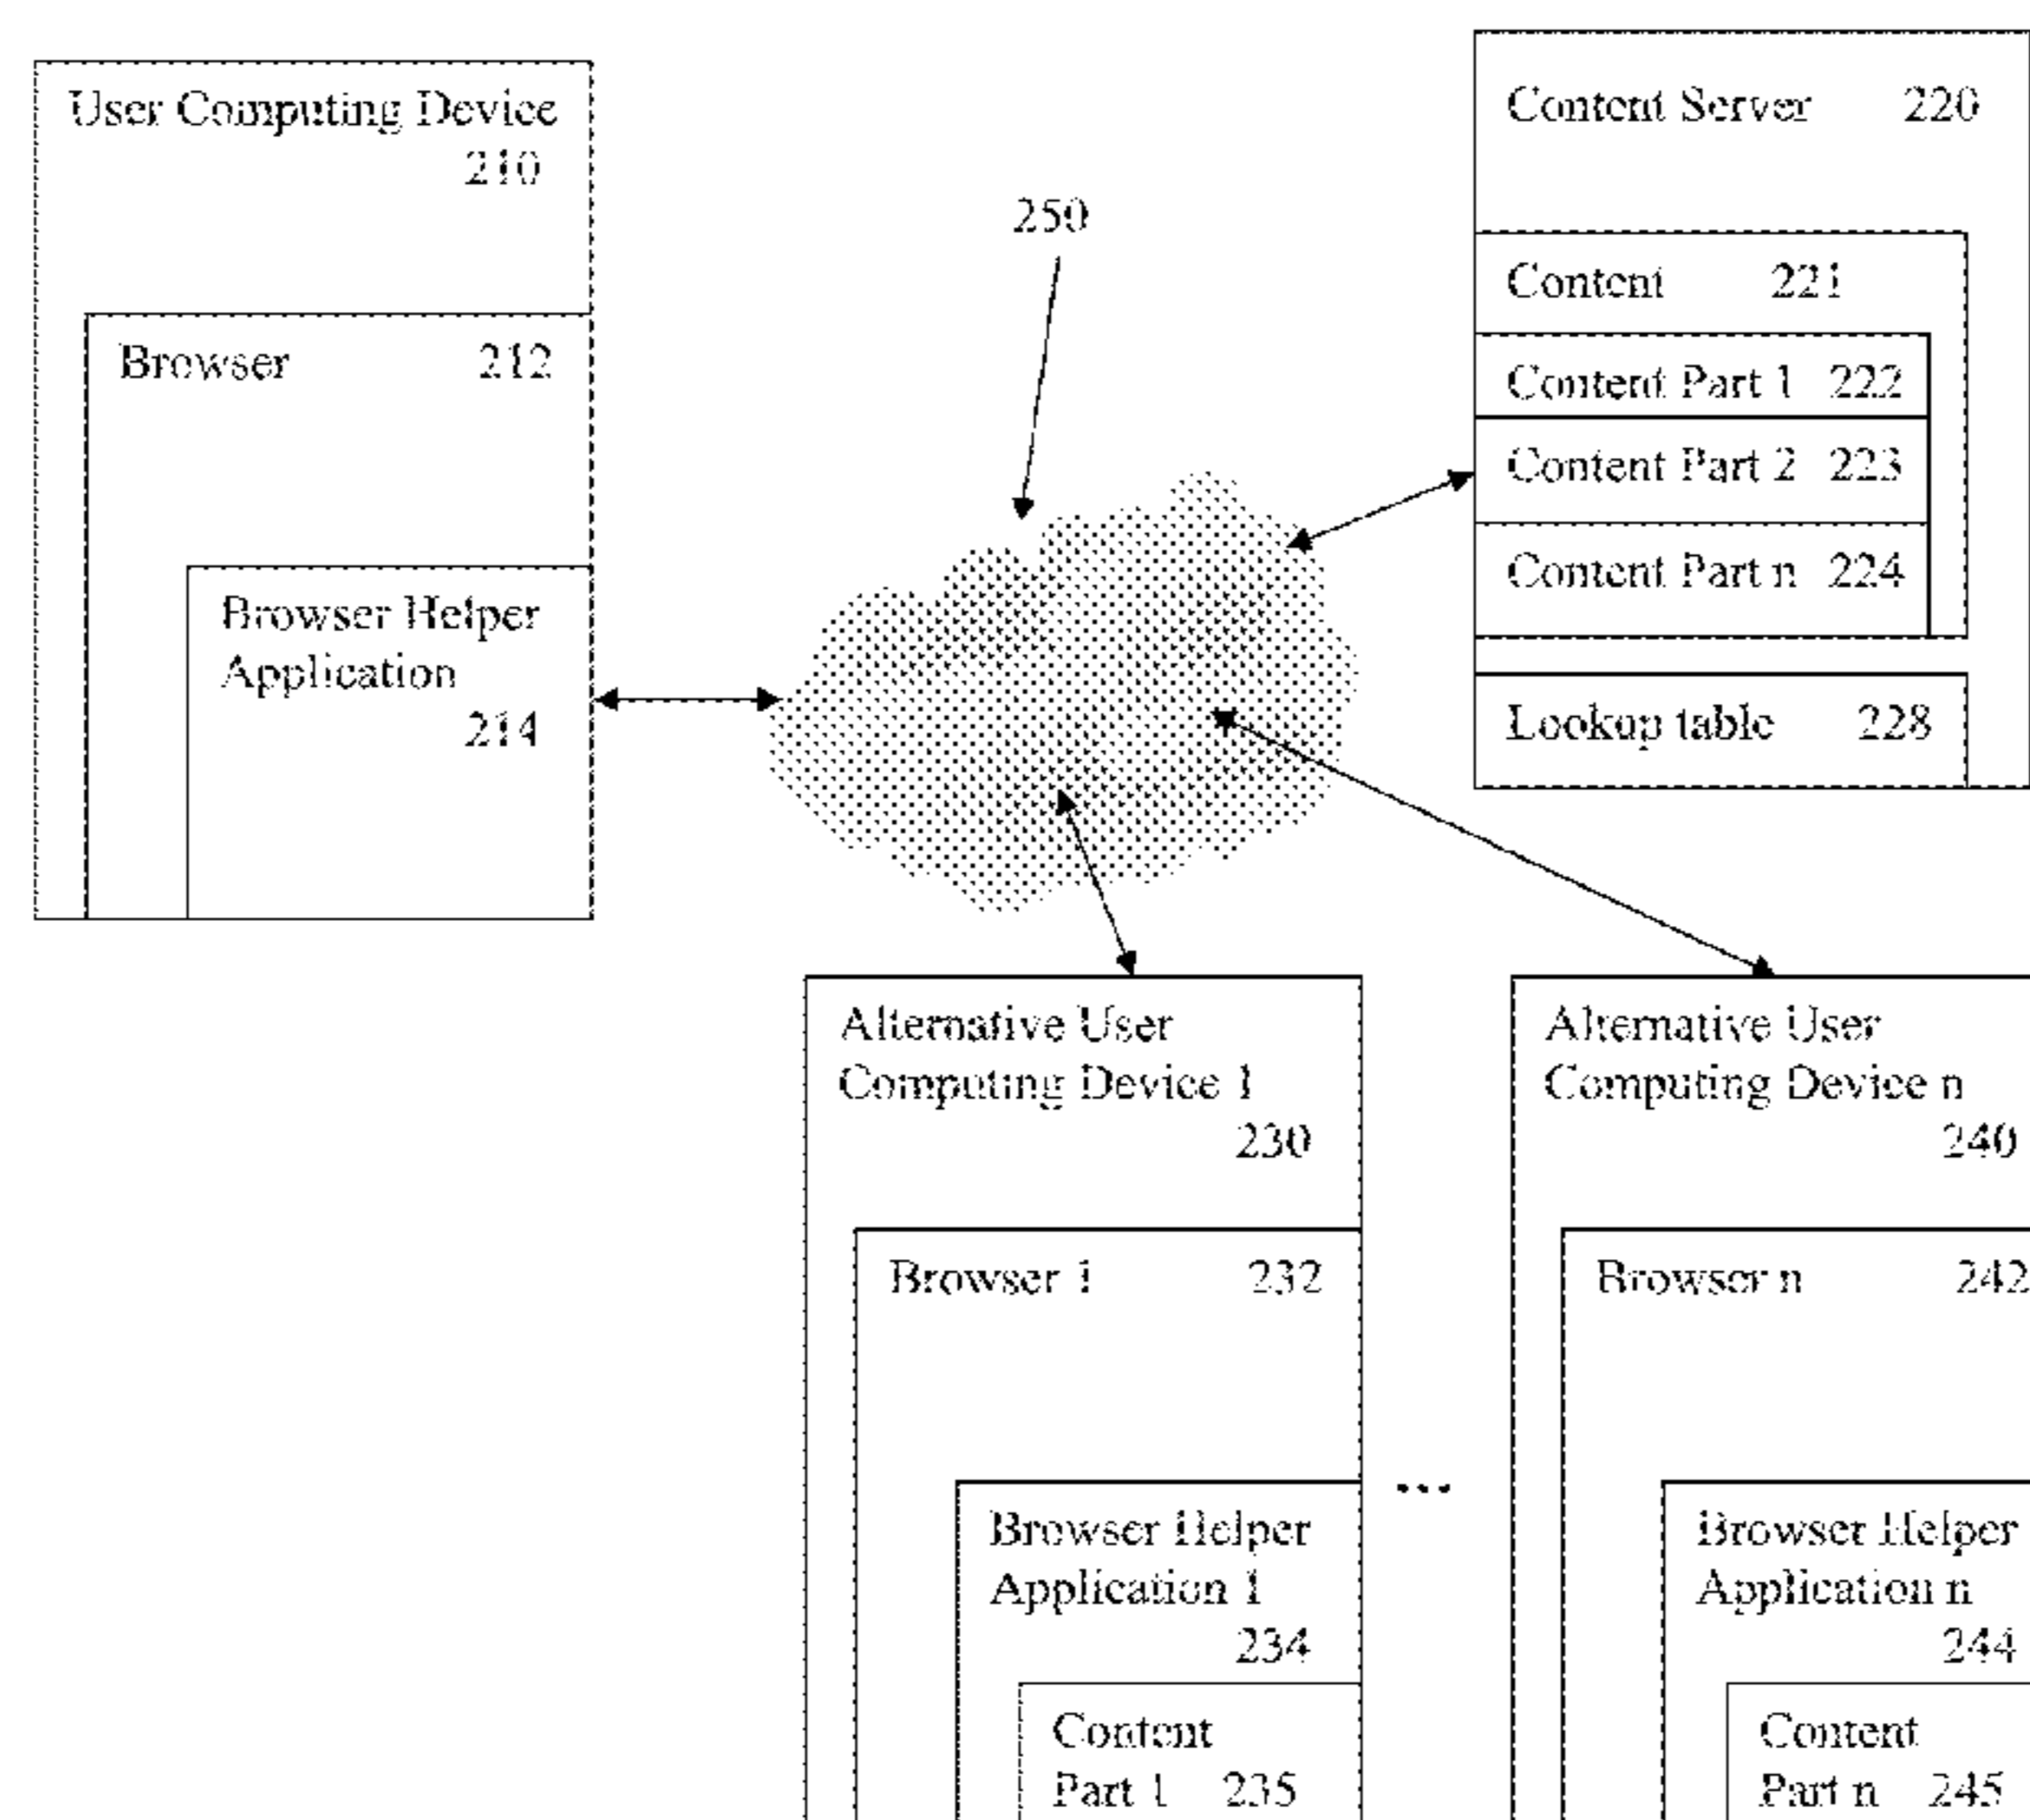 User Computing Device
210
Browser 212
Browser Helper
Application
214
250
Content Server 220
Content 221
Content Part 1 222
Content Part 2 223
Content Part n 224
Lookup table 228
Alternative User
Computing Device 1
230
Browser 1 232
Browser Helper
Application 1
234
Content
Part 1 235
...
Alternative User
Computing Device n
240
Browser n 242
Browser Helper
Application n
244
Content
Part n 245